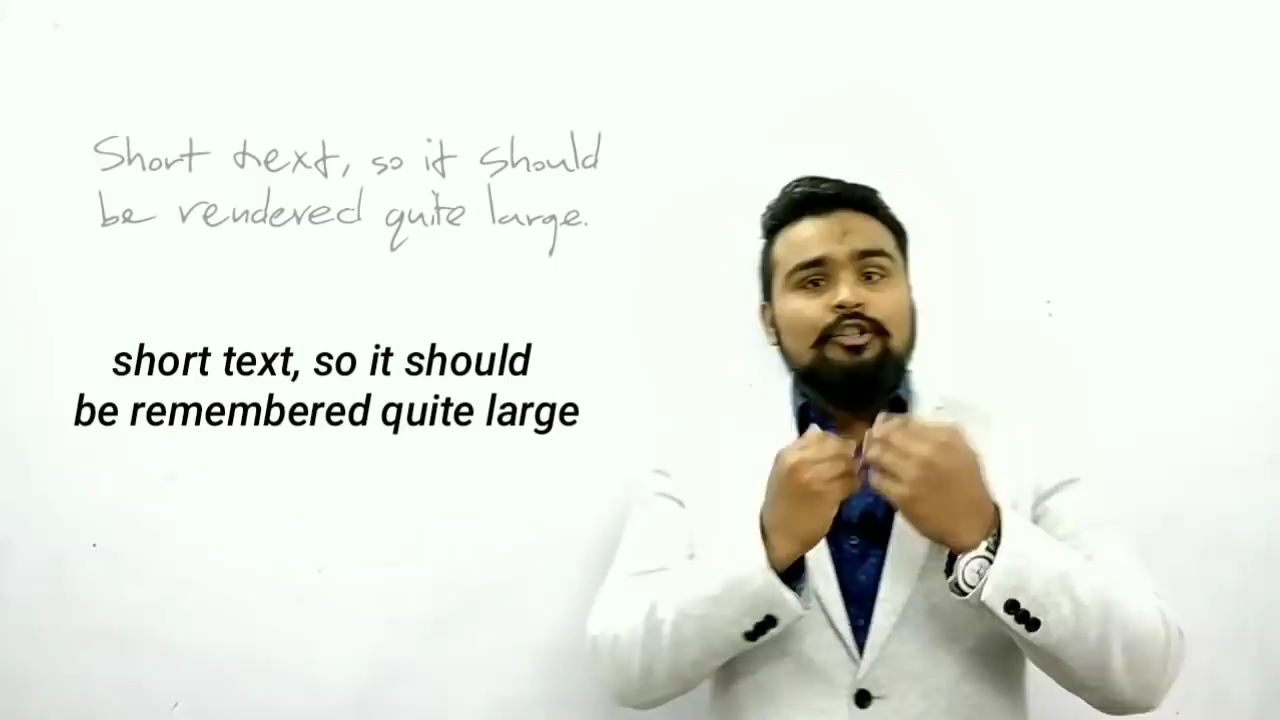 Short text, so it should
be rendered quite large.
short text, so it should
be remembered quite large